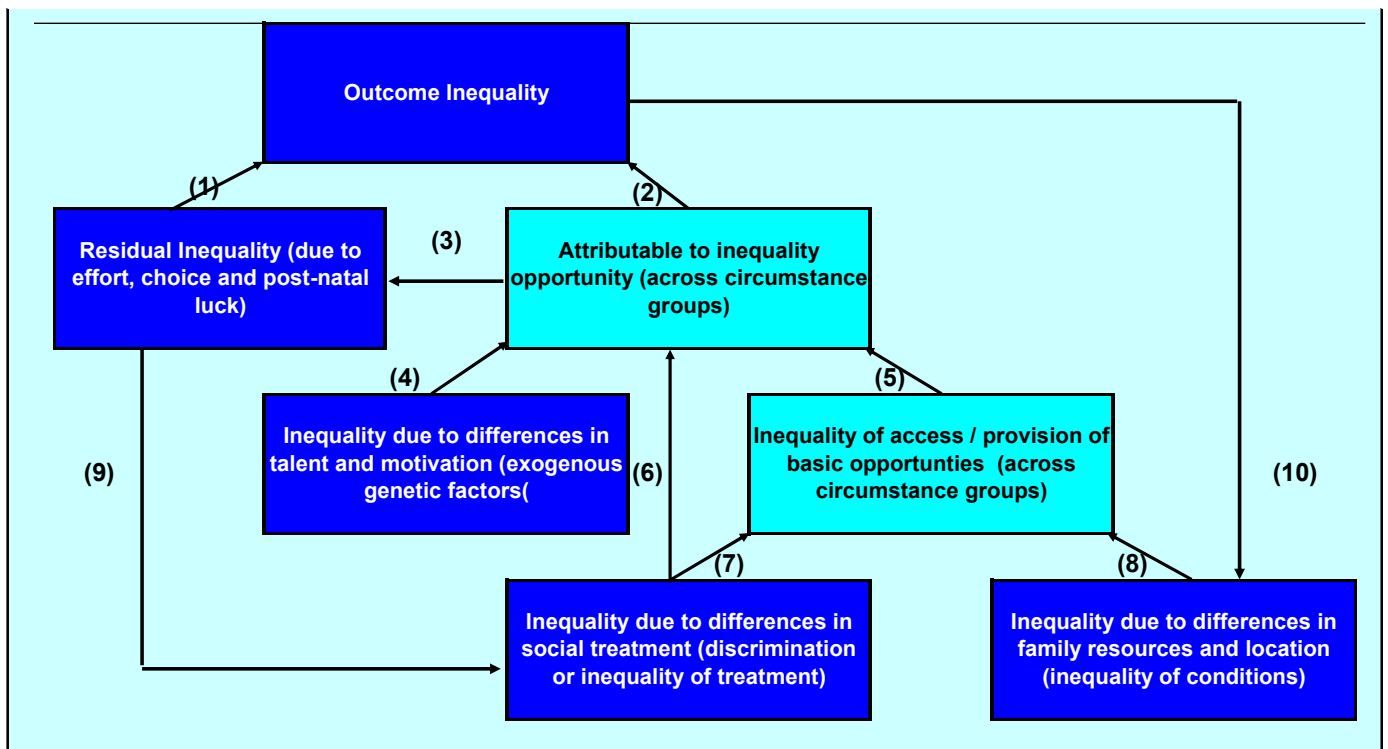 Outcome Inequality
(1)
(2)
Residual Inequality (due to
effort, choice and post-natal
luck)
(3)
Attributable to inequality
opportunity (across circumstance
groups)
(4)
(5)
Inequality due to differences in
talent and motivation (exogenous
genetic factors(
(6)
Inequality of access / provision of
basic opportunties (across
circumstance groups)
(9)
(10)
(7)
(8)
Inequality due to differences in
social treatment (discrimination
or inequality of treatment)
Inequality due to differences in
family resources and location
(inequality of conditions)